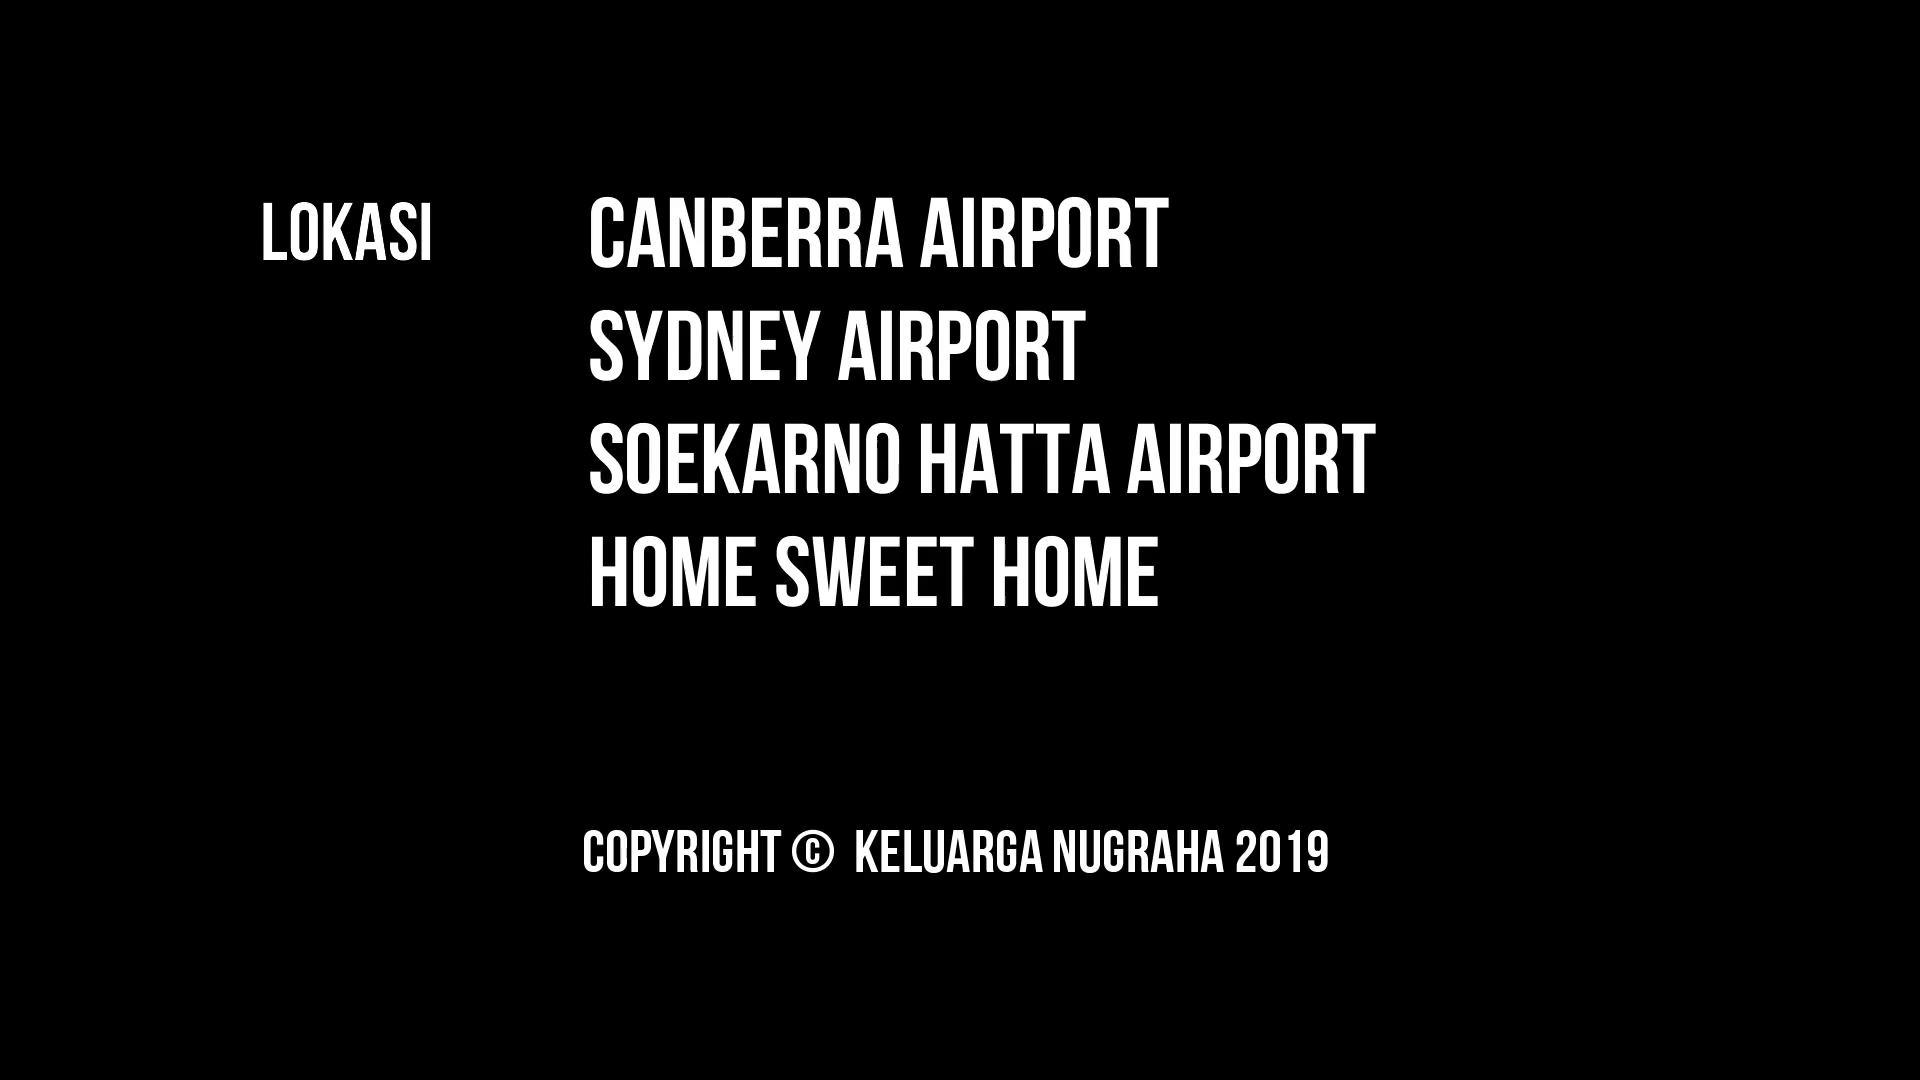 LOKASI CANBERRA AIRPORT
SYDNEY AIRPORT
SOEKARNO HATTA AIRPORT
HOME SWEET HOME
COPYRIGHT © KELUARGA NUGRAHA 2019